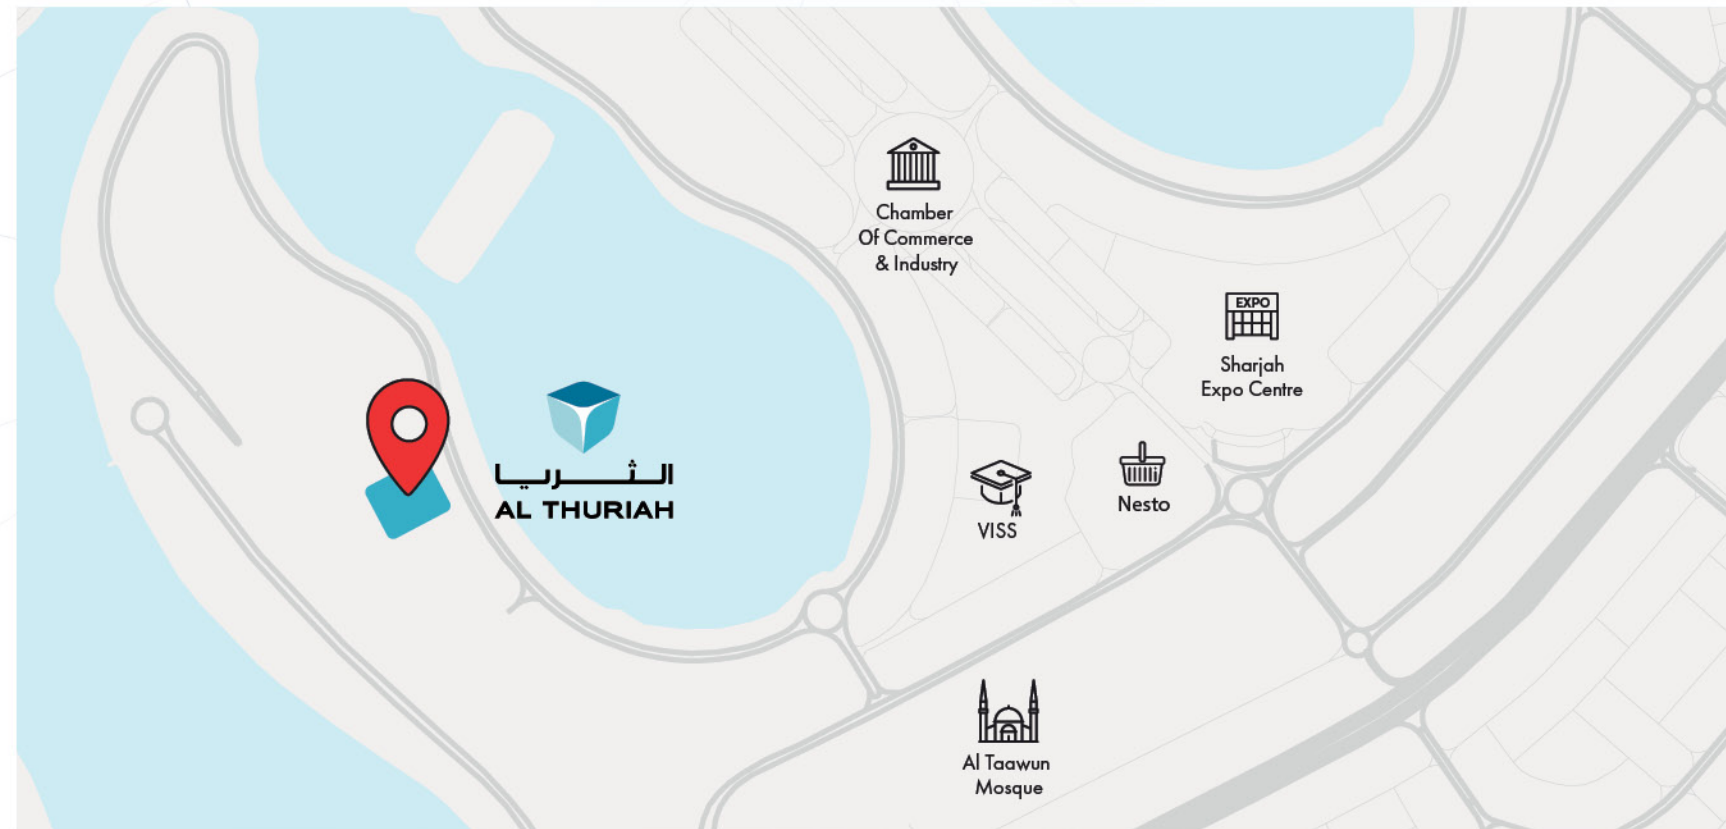 Chamber
Of Commerce
& Industry
EXPO
Sharjah
Expo Centre
الثريا
AL THURIAH
VISS
Nesto
Al Taawun
Mosque